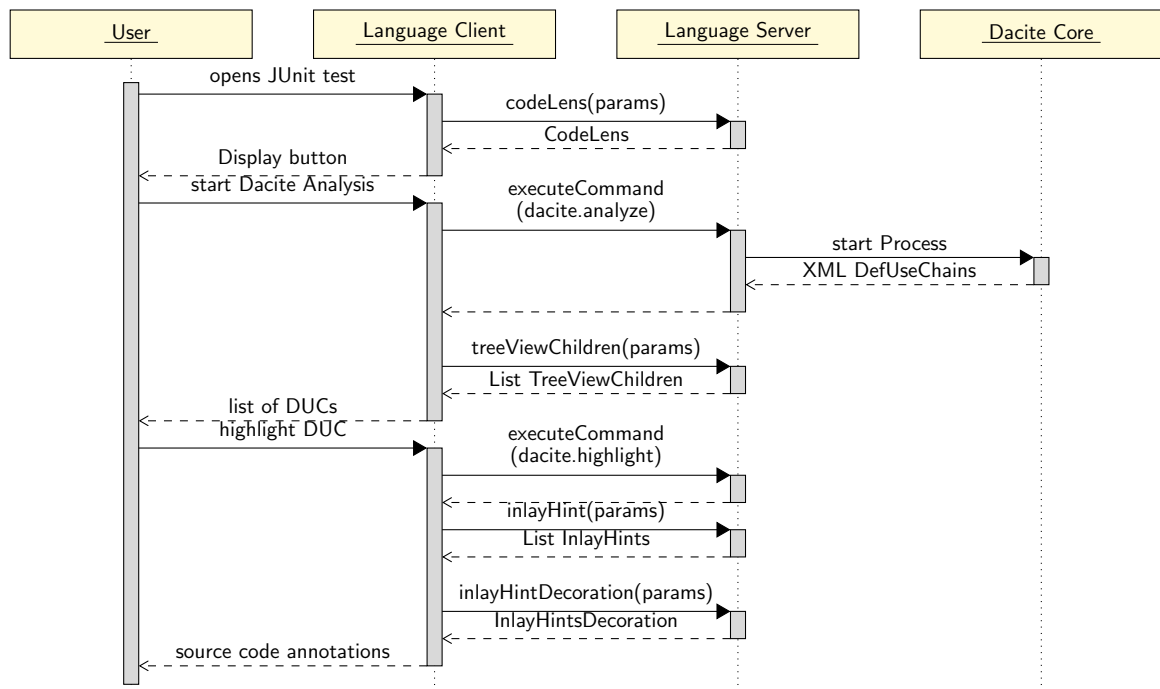 User
Language Client
Language Server
Dacite Core
opens JUnit test
codeLens(params)
CodeLens
Display button
start Dacite Analysis
executeCommand
(dacite.analyze)
start Process
XML DefUseChains
treeViewChildren(params)
List TreeViewChildren
list of DUCs
highlight DUC
executeCommand
(dacite.highlight)
inlayHint(params)
List InlayHints
inlayHintDecoration(params)
InlayHintsDecoration
source code annotations